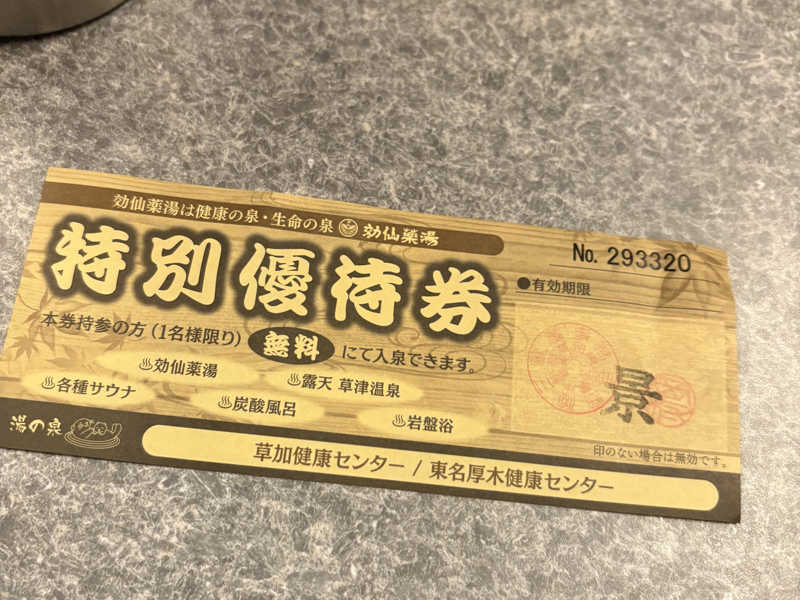 効仙薬湯は健康の泉・生命の泉 効仙薬湯
特別優待券
No. 293320
●有効期限
本券持参の方（1名様限り）無料にて入泉できます。
♨効仙薬湯
♨露天 草津温泉
♨各種サウナ
♨炭酸風呂
♨岩盤浴
景
湯の泉
印のない場合は無効です。
草加健康センター / 東名厚木健康センター